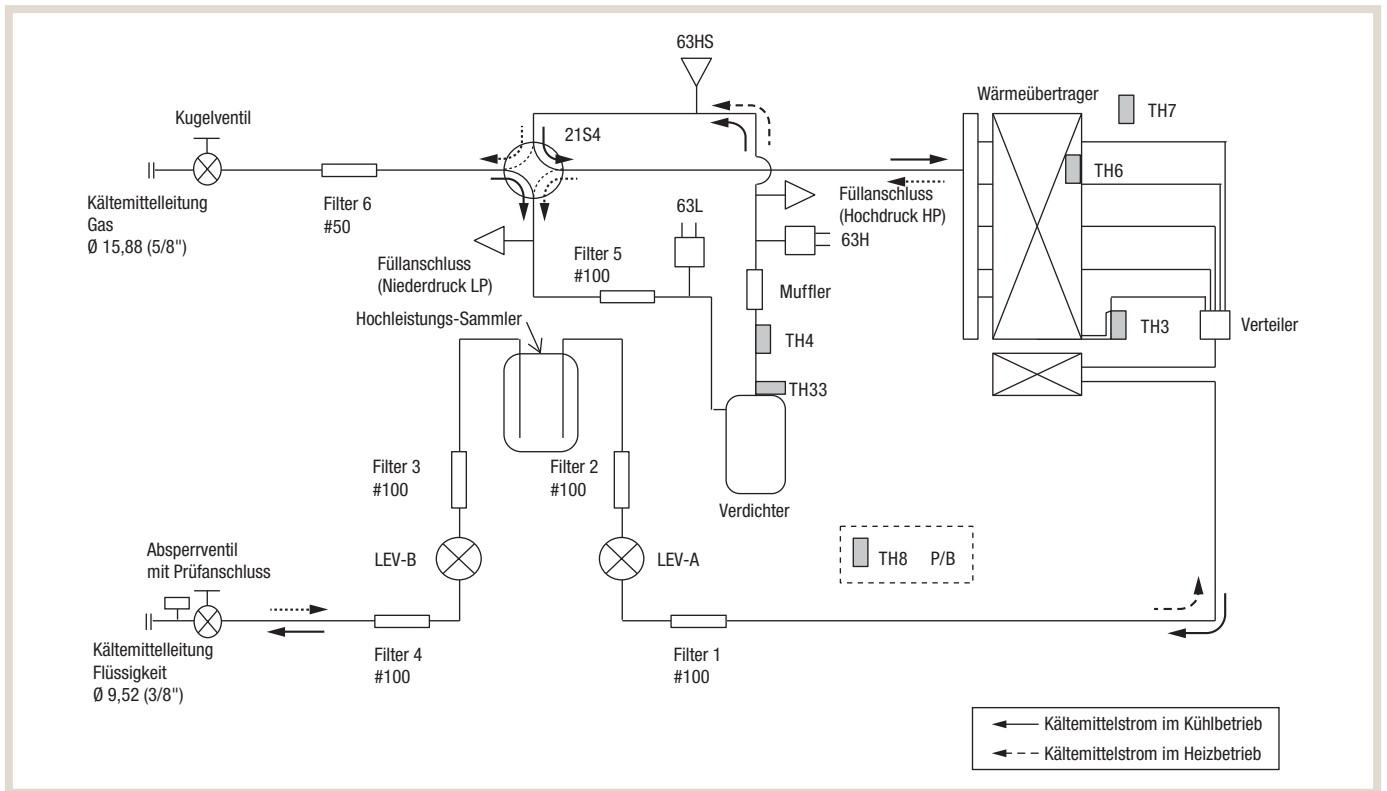 63HS
Wärmeübertrager
TH7
Kugelventil
21S4
TH6
Kältemittelleitung
Gas
Ø 15,88 (5/8")
Filter 6
#50
63L
Füllanschluss
(Hochdruck HP)
63H
Füllanschluss
(Niederdruck LP)
Filter 5
#100
Muffler
Hochleistungs-Sammler
TH4
TH3
Verteiler
TH33
Filter 3
#100
Filter 2
#100
Verdichter
Absperrventil
mit Prüfanschluss
LEV-B
LEV-A
TH8 P/B
Kältemittelleitung
Flüssigkeit
Ø 9,52 (3/8")
Filter 4
#100
Filter 1
#100
Kältemittelstrom im Kühlbetrieb
Kältemittelstrom im Heizbetrieb